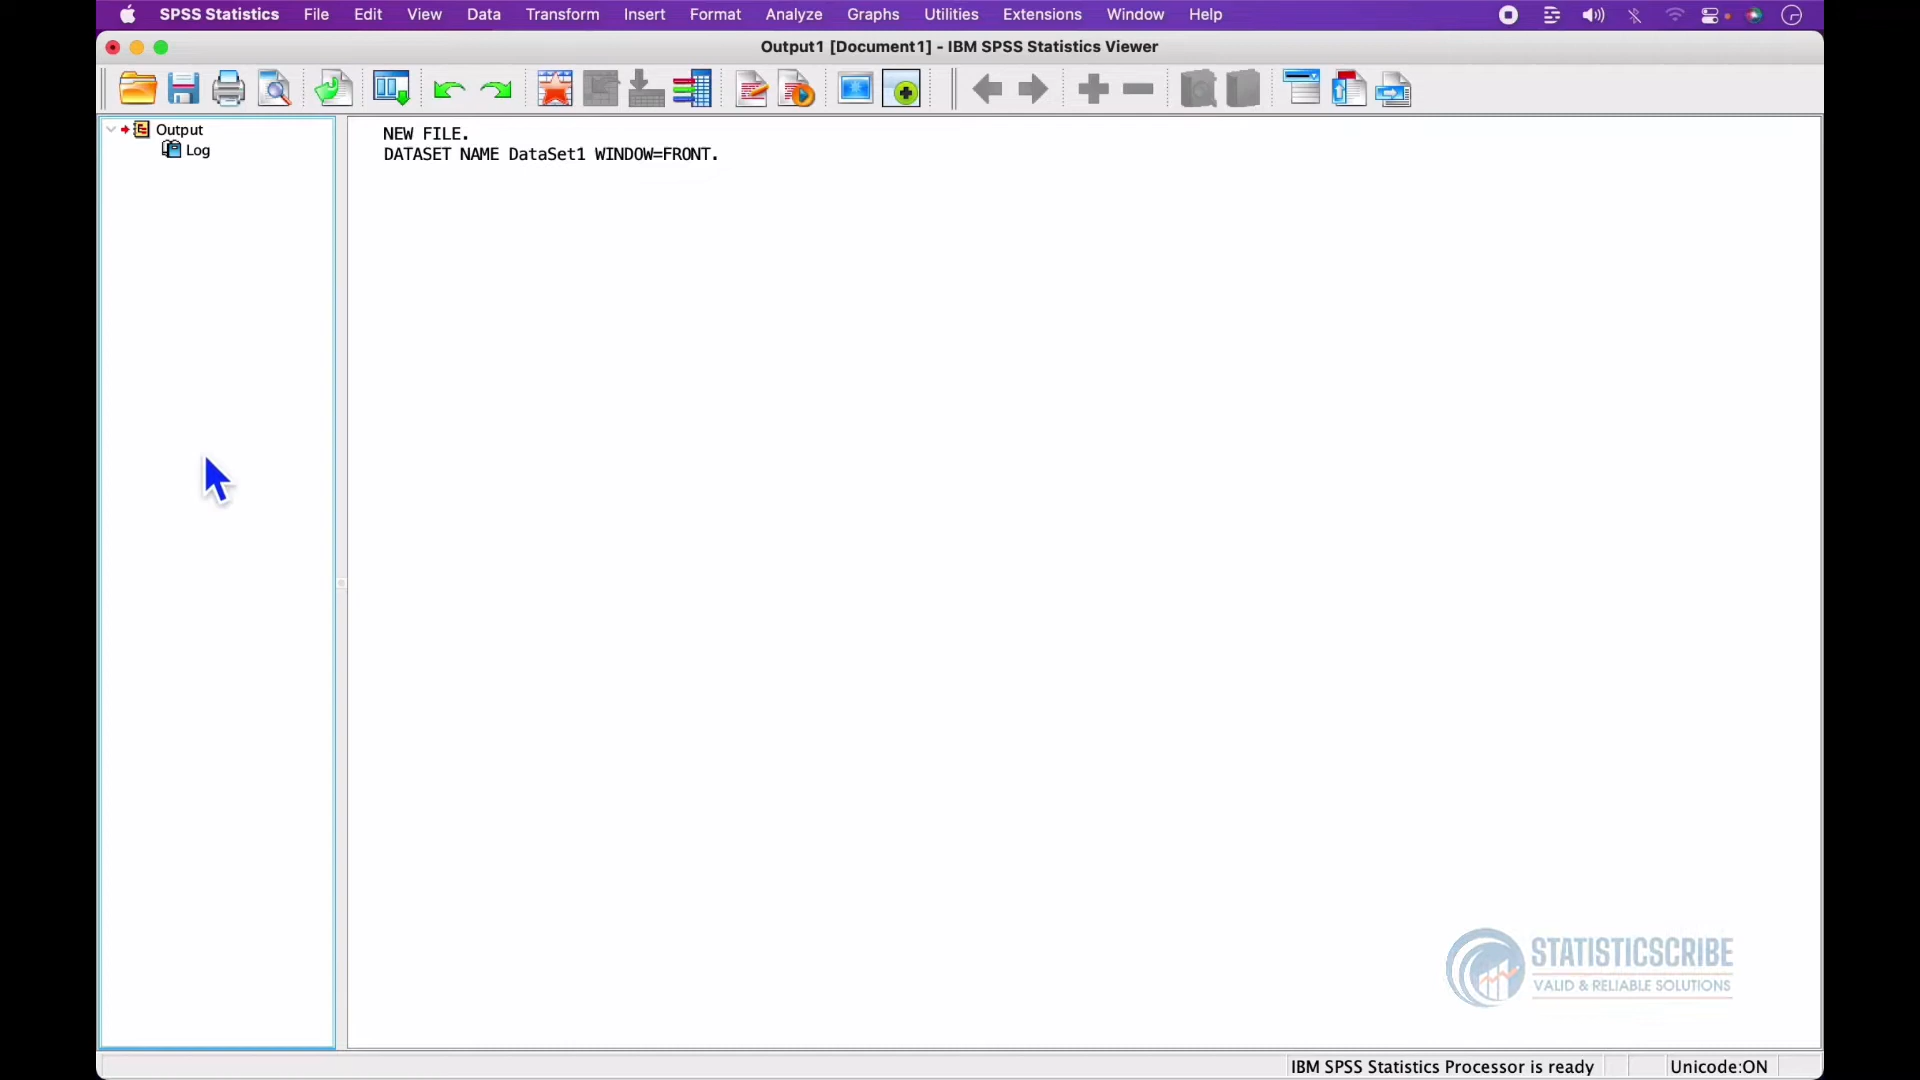 SPSS Statistics File Edit View Data Transform Insert Format Analyze Graphs Utilities Extensions Window Help
Output1 [Document1] - IBM SPSS Statistics Viewer
Output
Log
NEW FILE.
DATASET NAME DataSet1 WINDOW=FRONT.
STATISTICSCRIBE
VALID & RELIABLE SOLUTIONS
IBM SPSS Statistics Processor is ready
Unicode:ON